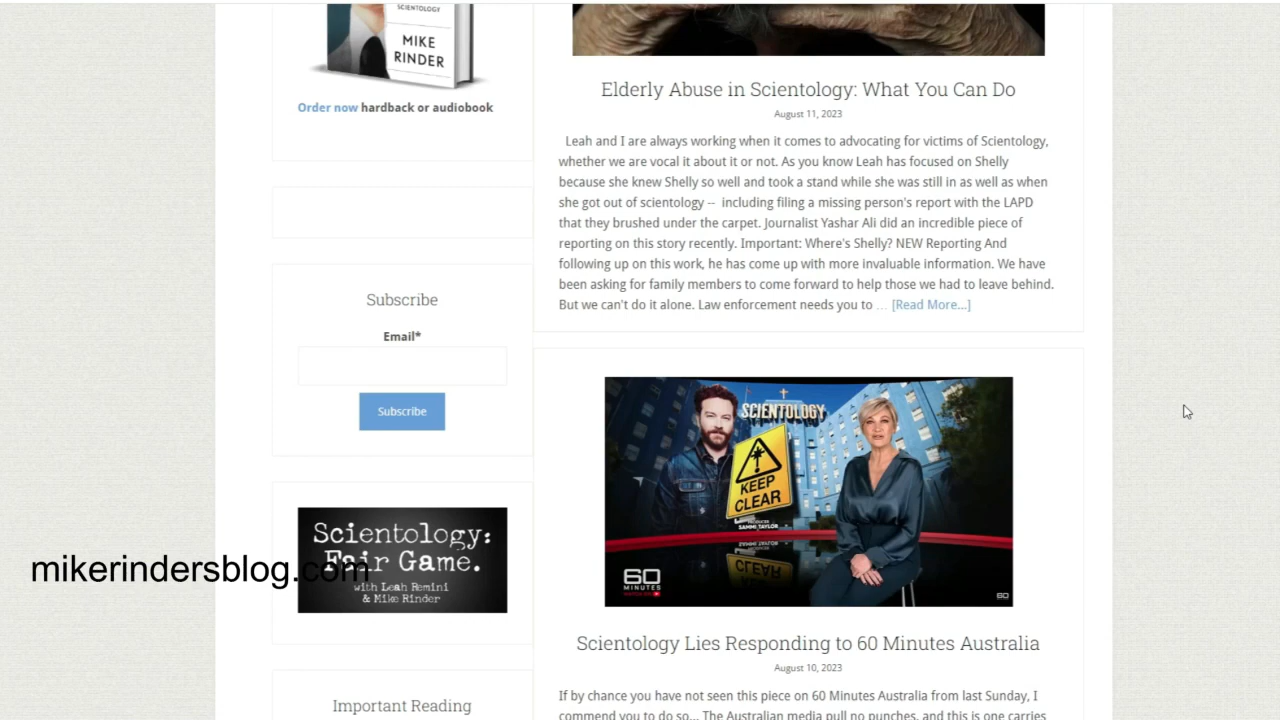 SCIENTOLOGY
MIKE
RINDER
Order now hardback or audiobook
Subscribe
Email*
Subscribe
Scientology:
Fair Game.
with Leah Remini
& Mike Rinder
mikerindersblog.com
Important Reading
Elderly Abuse in Scientology: What You Can Do
August 11, 2023
Leah and I are always working when it comes to advocating for victims of Scientology,
whether we are vocal it about it or not. As you know Leah has focused on Shelly
because she knew Shelly so well and took a stand while she was still in as well as when
she got out of scientology -- including filing a missing person's report with the LAPD
that they brushed under the carpet. Journalist Yashar Ali did an incredible piece of
reporting on this story recently. Important: Where's Shelly? NEW Reporting And
following up on this work, he has come up with more invaluable information. We have
been asking for family members to come forward to help those we had to leave behind.
But we can't do it alone. Law enforcement needs you to … [Read More...]
SCIENTOLOGY
KEEP
CLEAR
PRODUCER
SAMMI TAYLOR
60
MINUTES
60
Scientology Lies Responding to 60 Minutes Australia
August 10, 2023
If by chance you have not seen this piece on 60 Minutes Australia from last Sunday, I
commend you to do so... The Australian media pull no punches, and this is one carries